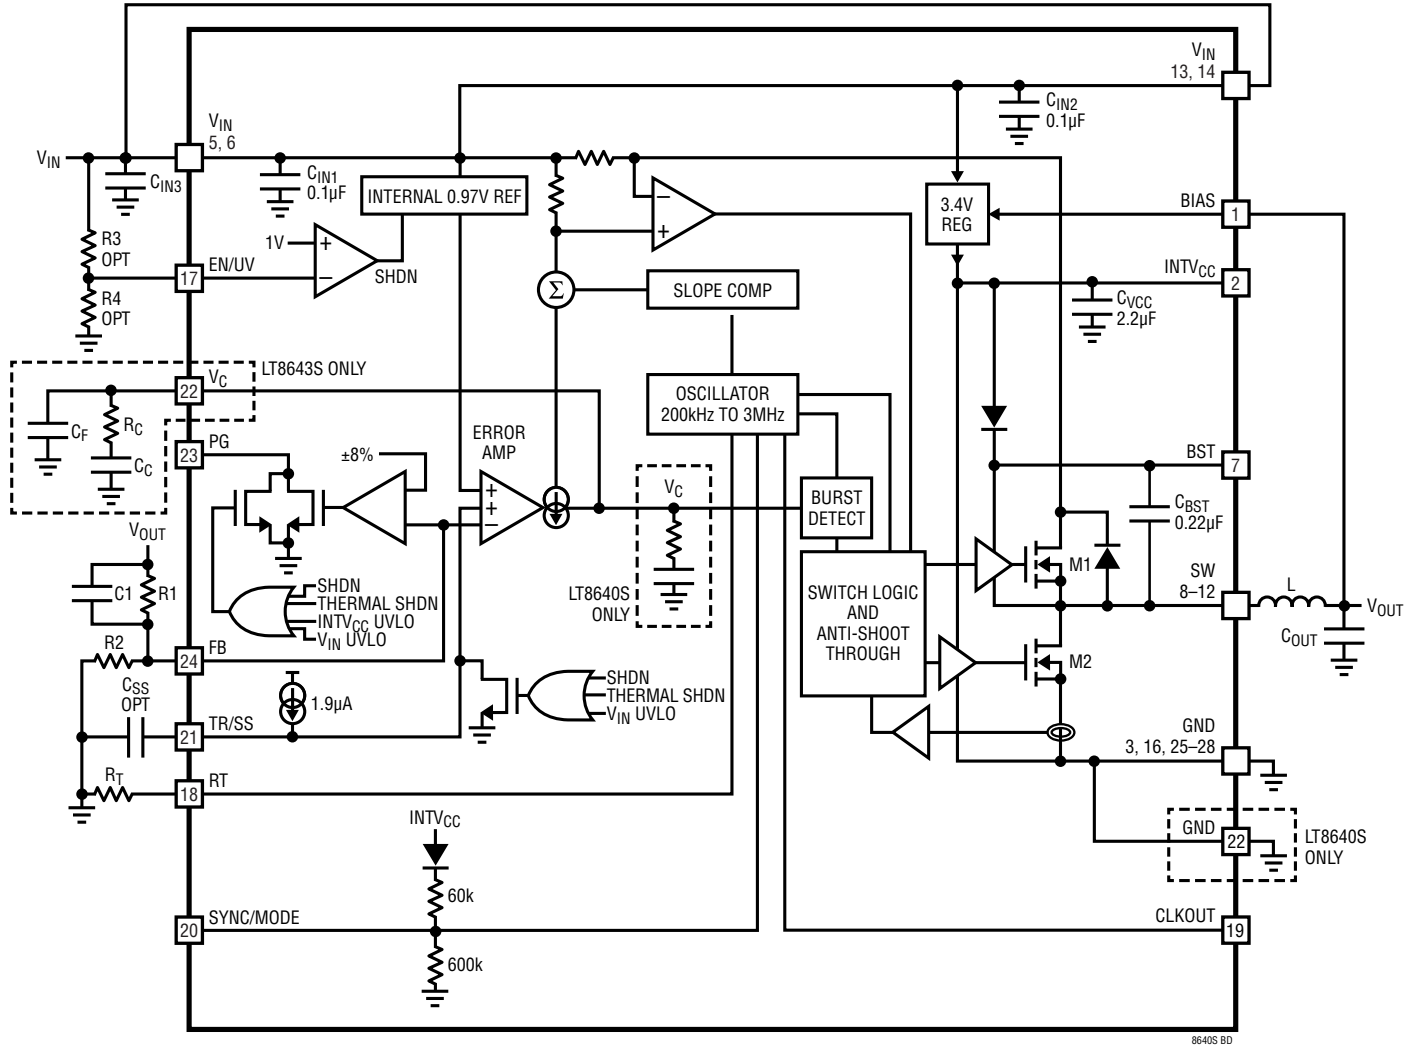 VIN
13, 14
VIN
5, 6
VIN
CIN3
CIN1
0.1µF
CIN2
0.1µF
INTERNAL 0.97V REF
3.4V
REG
BIAS
1
R3
OPT
1V
+
–
SHDN
–
+
EN/UV
17
R4
OPT
Σ
SLOPE COMP
INTVCC
2
CVCC
2.2µF
LT8643S ONLY
VC
22
CF
RC
CC
PG
23
±8%
ERROR
AMP
+
+
–
OSCILLATOR
200kHz TO 3MHz
VC
LT8640S
ONLY
BURST
DETECT
BST
7
CBST
0.22µF
SWITCH LOGIC
AND
ANTI-SHOOT
THROUGH
M1
M2
SW
8–12
L
VOUT
COUT
VOUT
C1
R1
SHDN
THERMAL SHDN
INTVCC UVLO
VIN UVLO
R2
FB
24
CSS
OPT
1.9µA
TR/SS
21
SHDN
THERMAL SHDN
VIN UVLO
GND
3, 16, 25–28
RT
RT
18
GND
22
LT8640S
ONLY
INTVCC
60k
SYNC/MODE
20
600k
CLKOUT
19
8640S BD